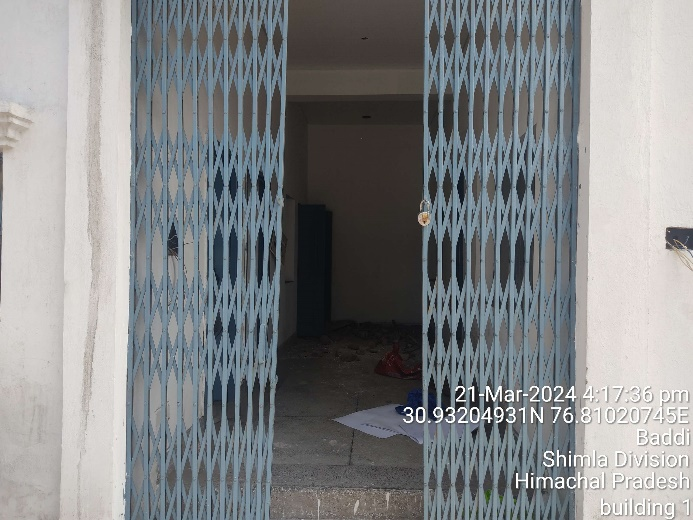 21-Mar-2024 4:17:36 pm
30.93204931N 76.81020745E
Baddi
Shimla Division
Himachal Pradesh
building 1